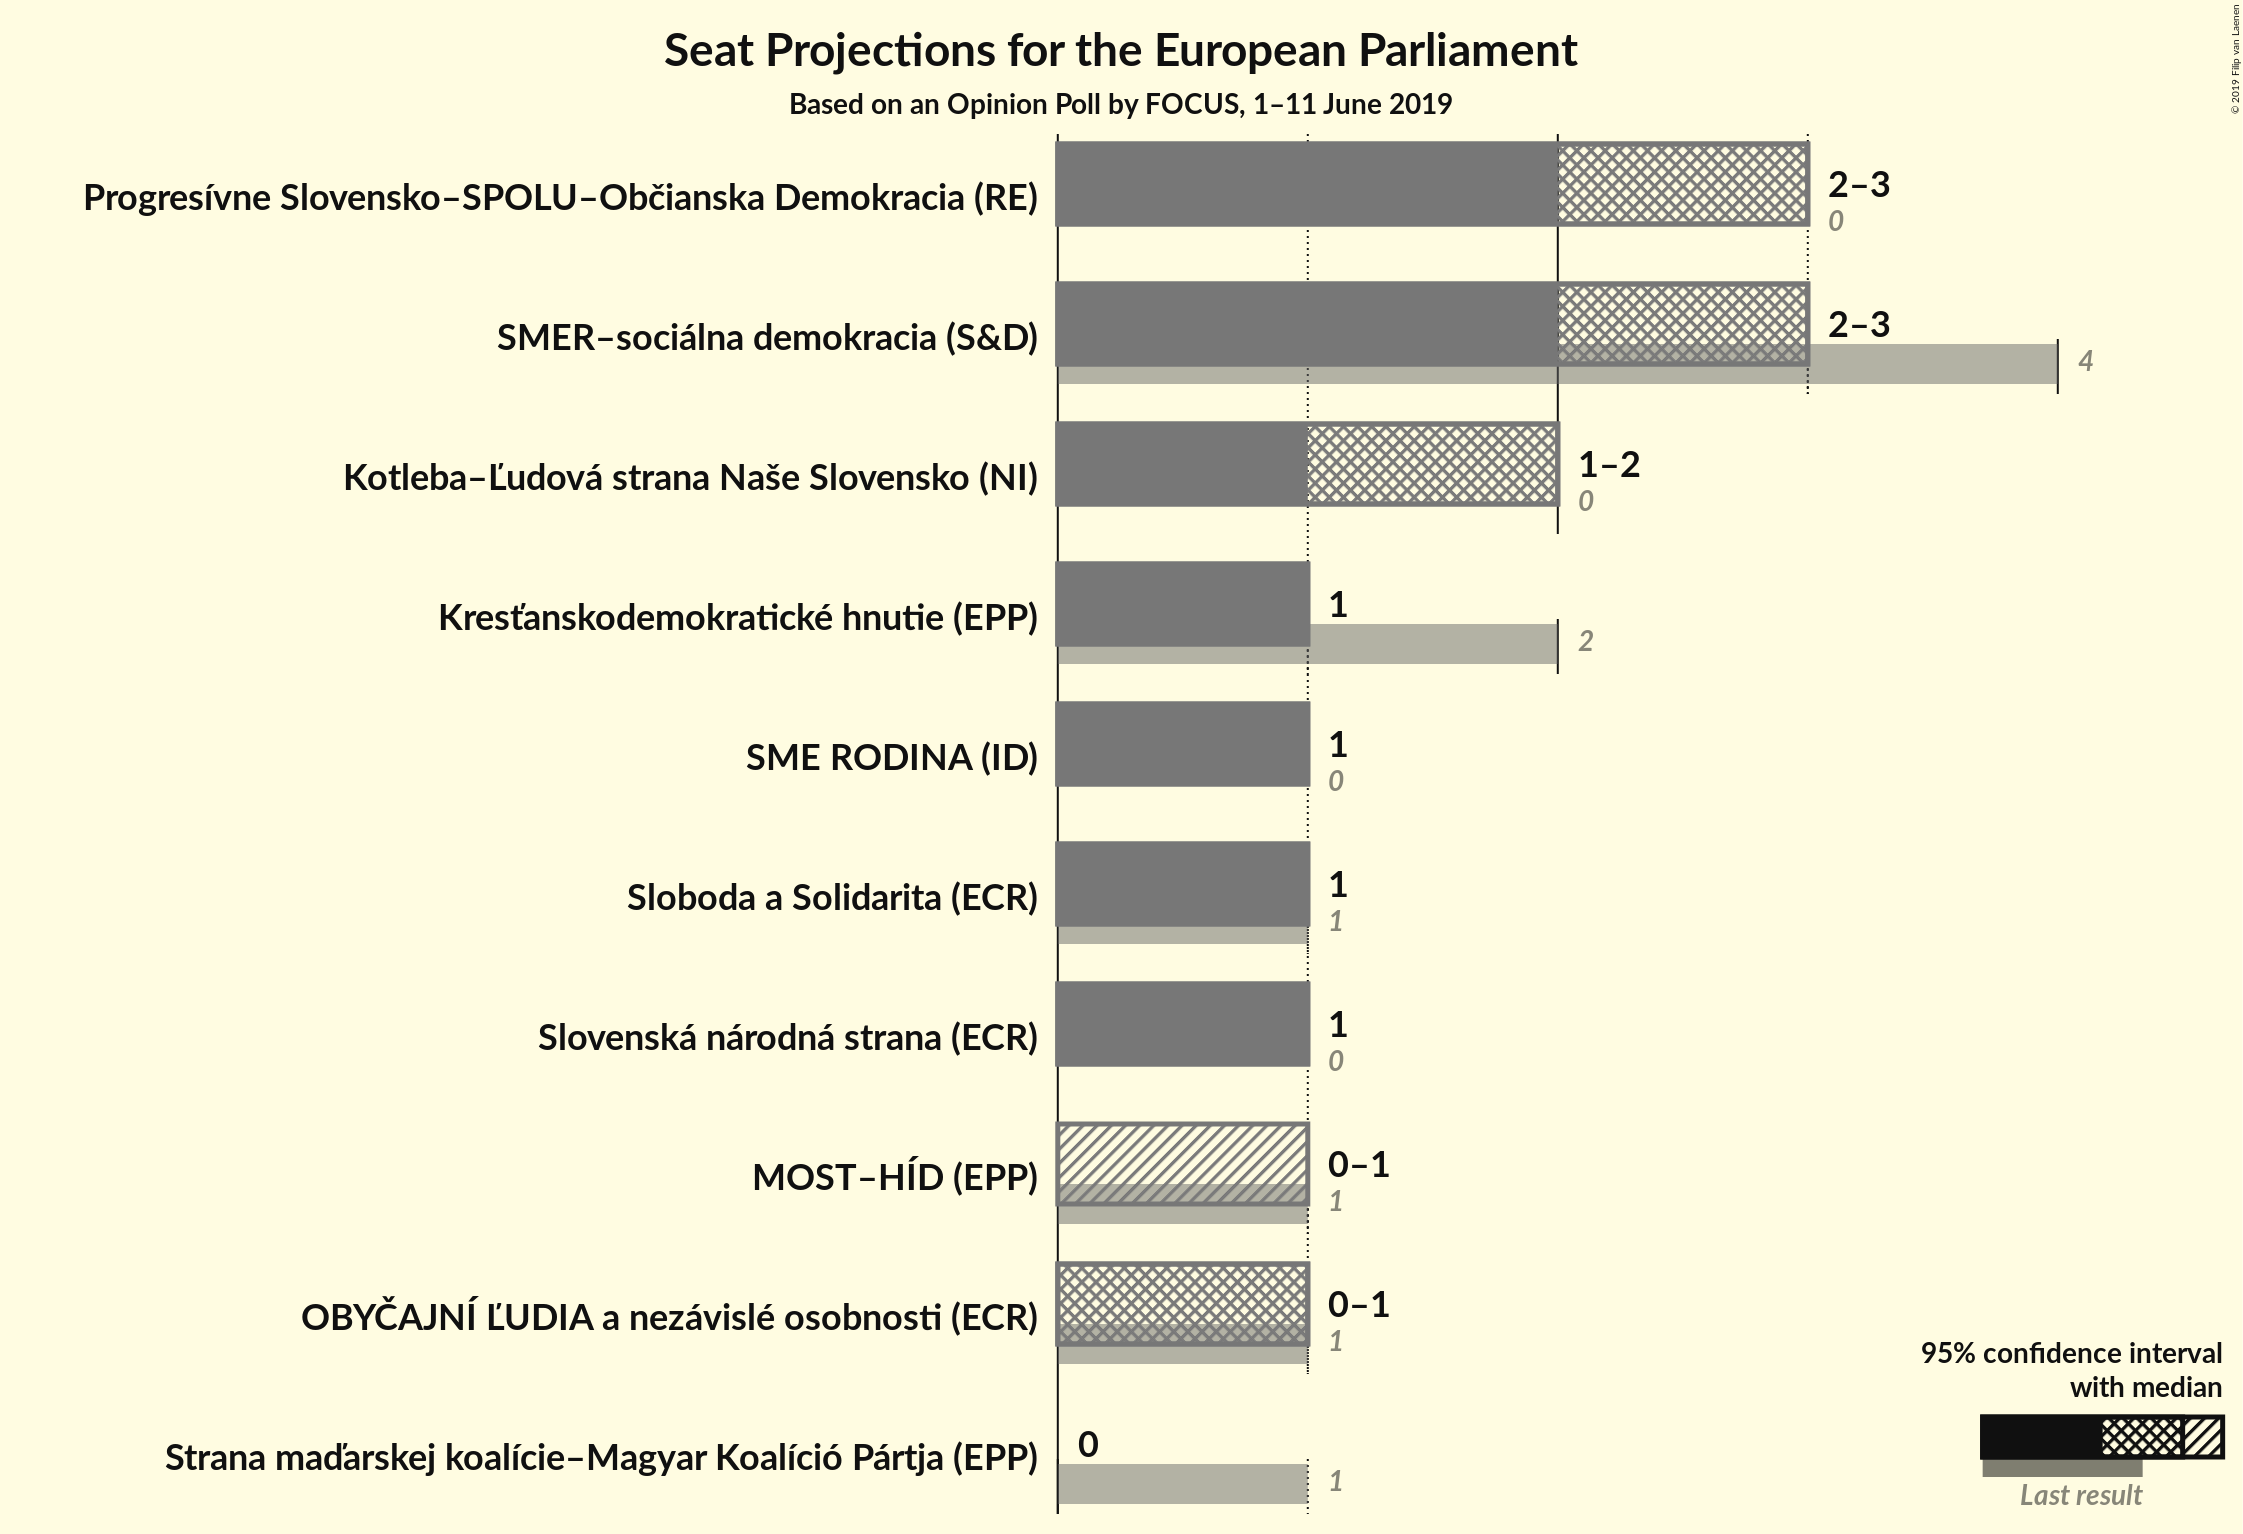 Seat Projections for the European Parliament
Based on an Opinion Poll by FOCUS, 1–11 June 2019
© 2019 Filip van Laenen
Progresívne Slovensko–SPOLU–Občianska Demokracia (RE)
2–3
0
SMER–sociálna demokracia (S&D)
2–3
4
Kotleba–Ľudová strana Naše Slovensko (NI)
1–2
0
Kresťanskodemokratické hnutie (EPP)
1
2
SME RODINA (ID)
1
0
Sloboda a Solidarita (ECR)
1
1
Slovenská národná strana (ECR)
1
0
MOST–HÍD (EPP)
0–1
1
OBYČAJNÍ ĽUDIA a nezávislé osobnosti (ECR)
0–1
1
Strana maďarskej koalície–Magyar Koalíció Pártja (EPP)
0
1
95% confidence interval
with median
Last result